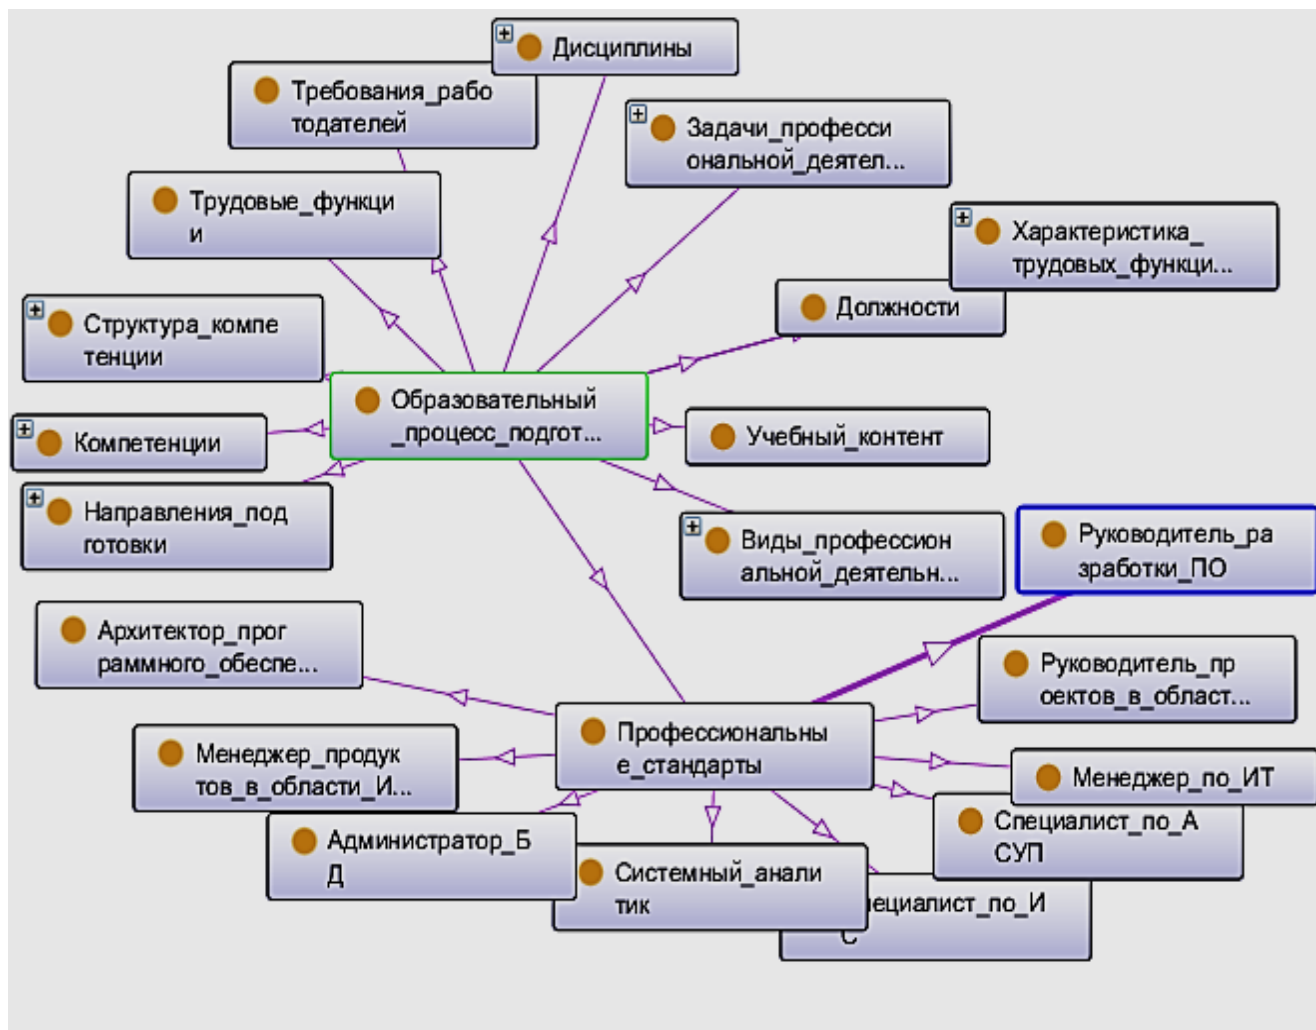 Дисциплины
Требования_рабо
тодателей
Задачи_професси
ональной_деятел...
Трудовые_функци
и
Характеристика_
трудовых_функци...
Должности
Структура_компе
тенции
Образовательный
_процесс_подгот...
Компетенции
Учебный_контент
Направления_под
готовки
Виды_профессион
альной_деятельн...
Руководитель_ра
зработки_ПО
Архитектор_прог
раммного_обеспе...
Руководитель_пр
оектов_в_област...
Профессиональны
е_стандарты
Менеджер_продук
тов_в_области_И...
Менеджер_по_ИТ
Специалист_по_А
СУП
Администратор_Б
Д
Системный_анали
тик
ециалист_по_И
С